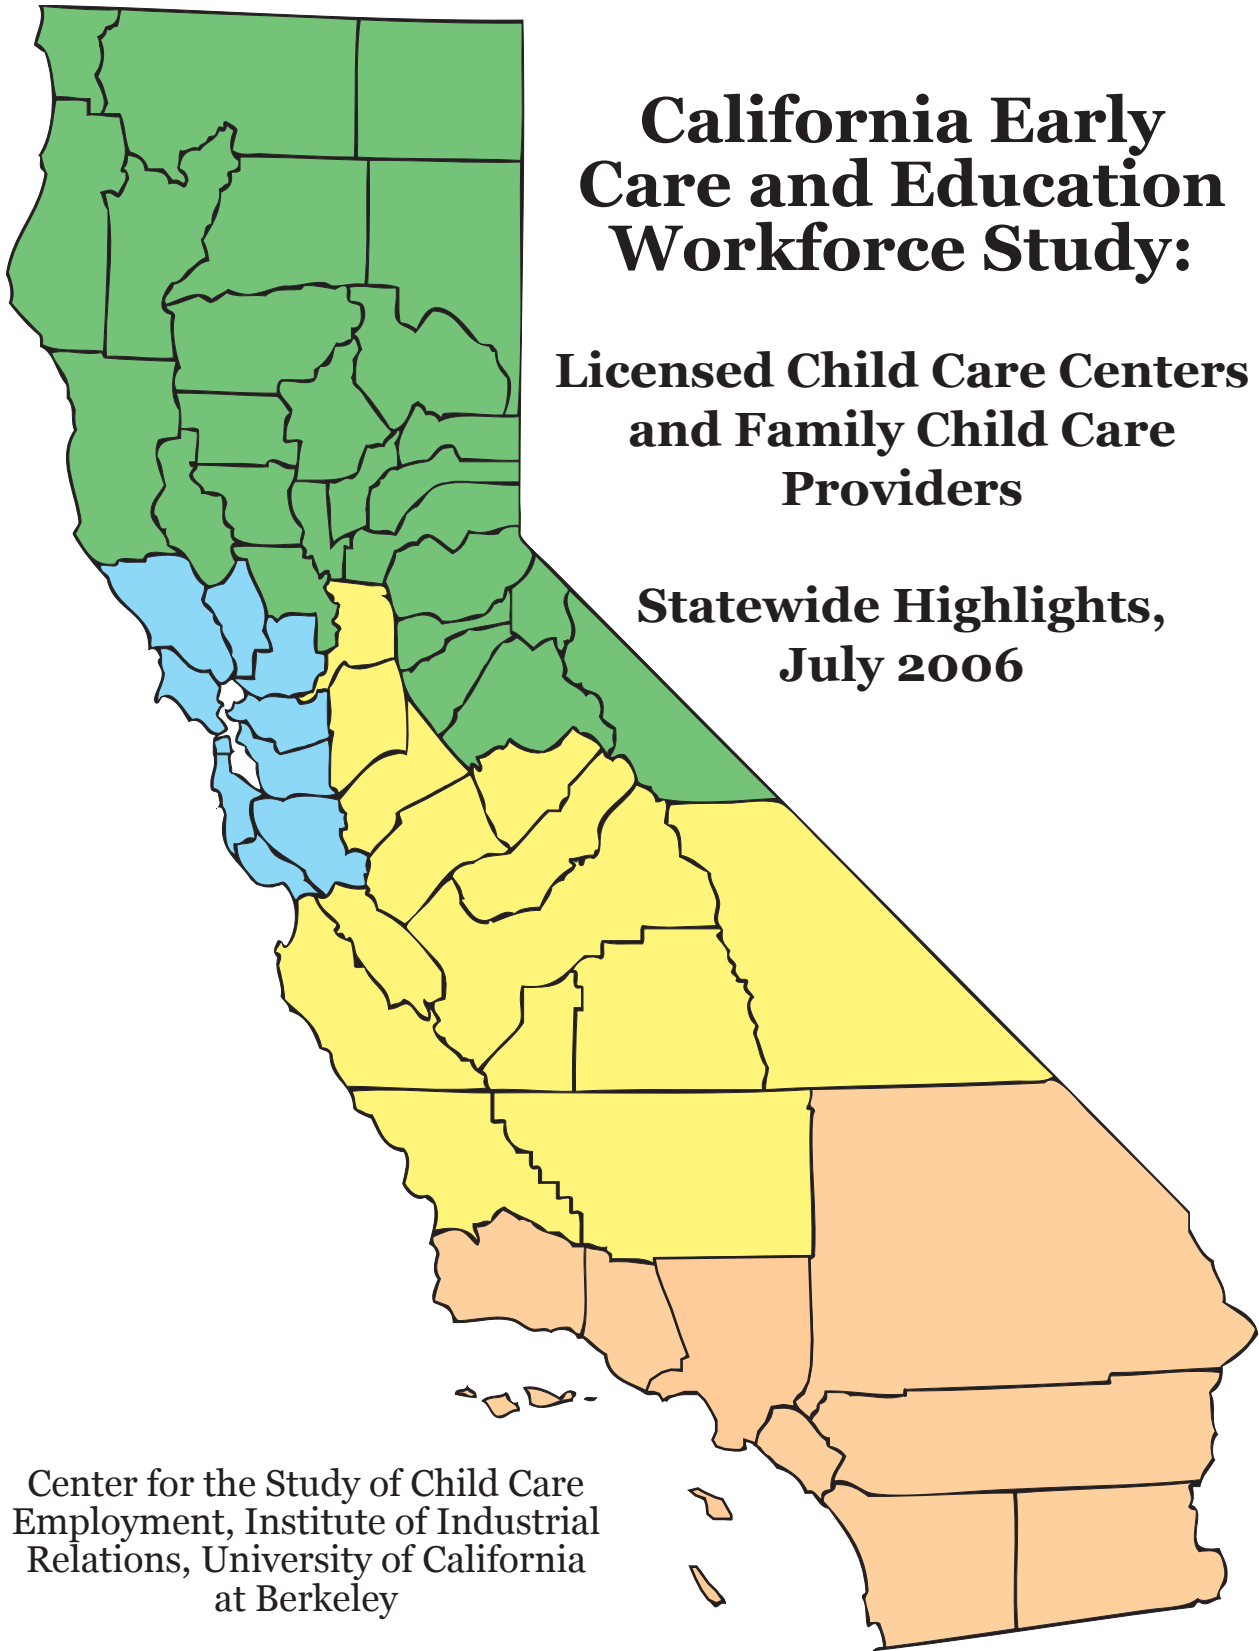 California Early
Care and Education
Workforce Study:
Licensed Child Care Centers
and Family Child Care
Providers
Statewide Highlights,
July 2006
Center for the Study of Child Care
Employment, Institute of Industrial
Relations, University of California
at Berkeley